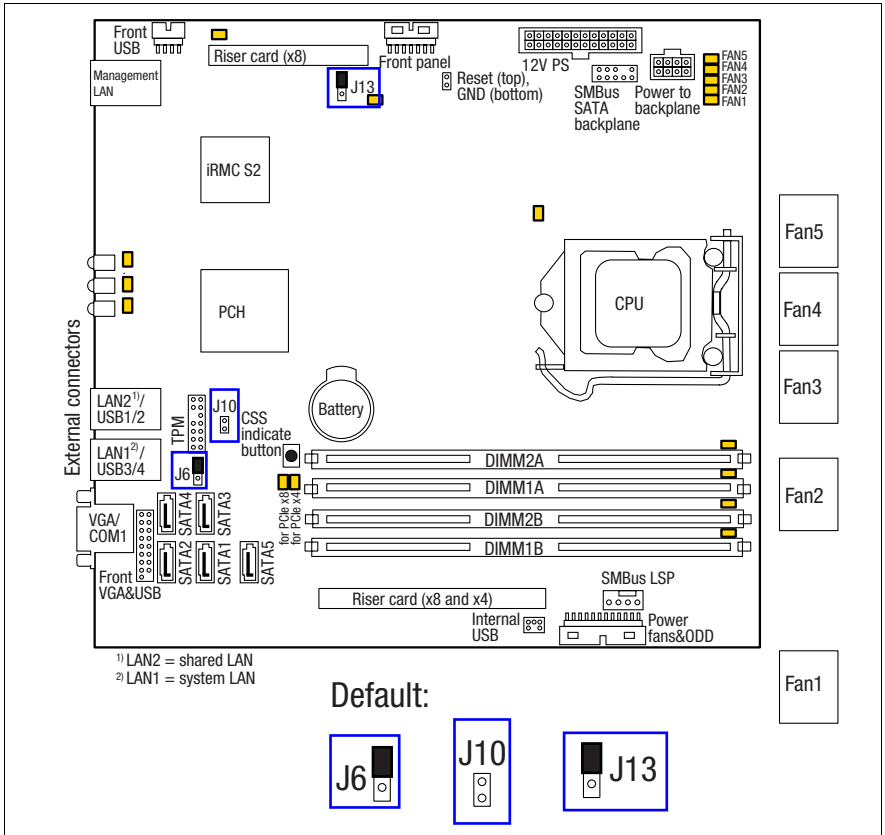 Front
USB
Riser card (x8)
Front panel
12V PS
FAN5
FAN4
FAN3
FAN2
FAN1
Management
LAN
J13
Reset (top),
GND (bottom)
SMBus
SATA
backplane
Power to
backplane
iRMC S2
Fan5
PCH
CPU
Fan4
External connectors
Fan3
LAN2 1)/
USB1/2
TPM
J10
CSS
indicate
button
Battery
LAN1 2)/
USB3/4
J6
DIMM2A
DIMM1A
DIMM2B
DIMM1B
Fan2
VGA/
COM1
SATA4
SATA3
SATA2
SATA1
SATA5
for PCIe x8
for PCIe x4
Front
VGA&USB
Riser card (x8 and x4)
SMBus LSP
Internal
USB
Power
fans&ODD
1) LAN2 = shared LAN
2) LAN1 = system LAN
Fan1
Default:
J6
J10
J13